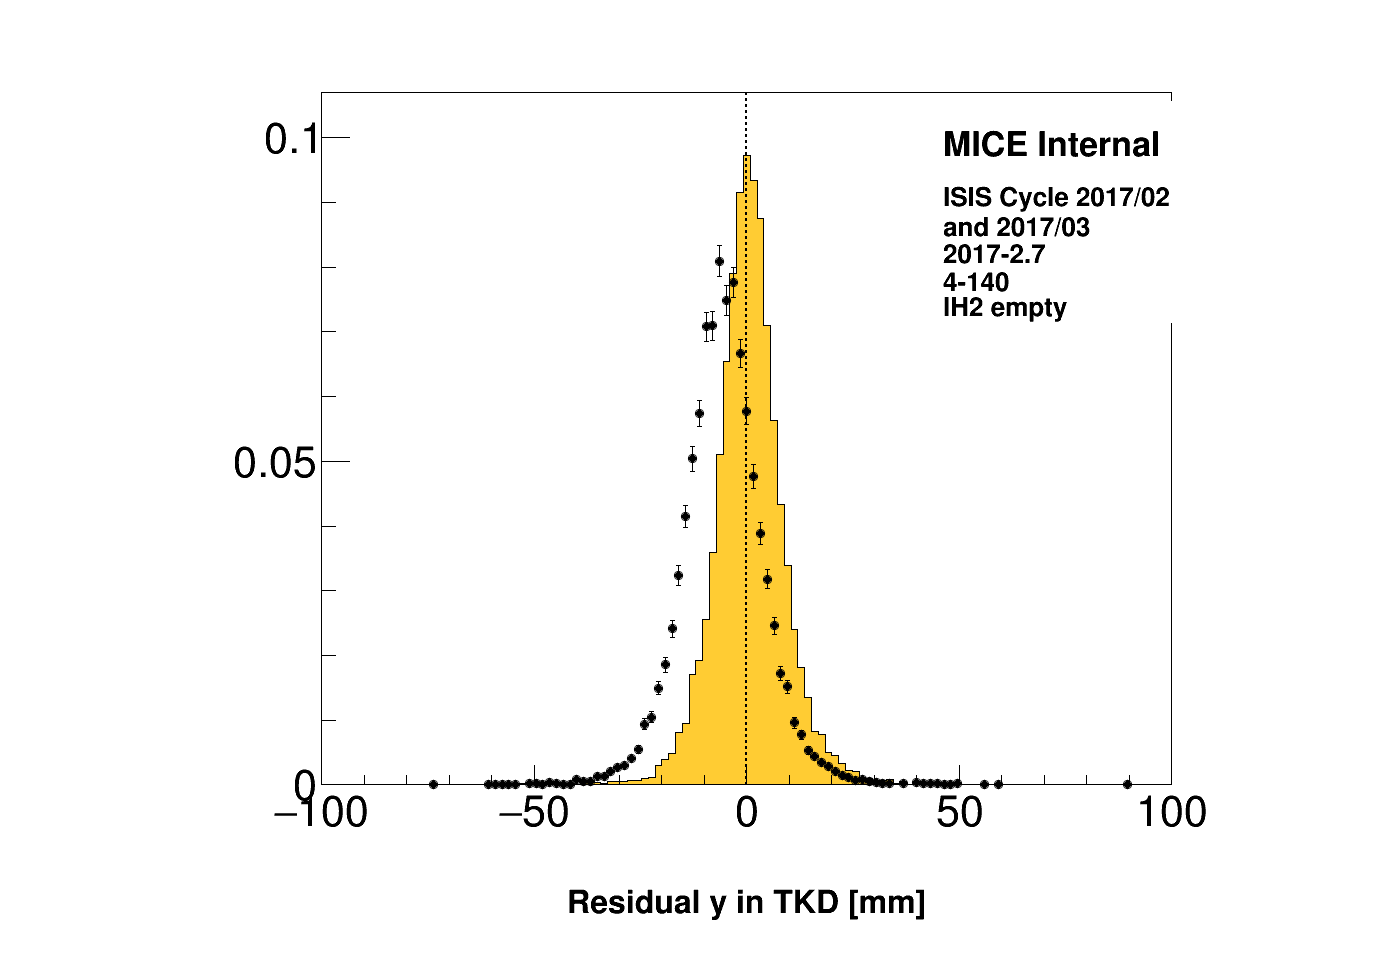 0.1
0.05
0
−100
−50
0
50
100
MICE Internal
ISIS Cycle 2017/02
and 2017/03
2017-2.7
4-140
lH2 empty
Residual y in TKD [mm]